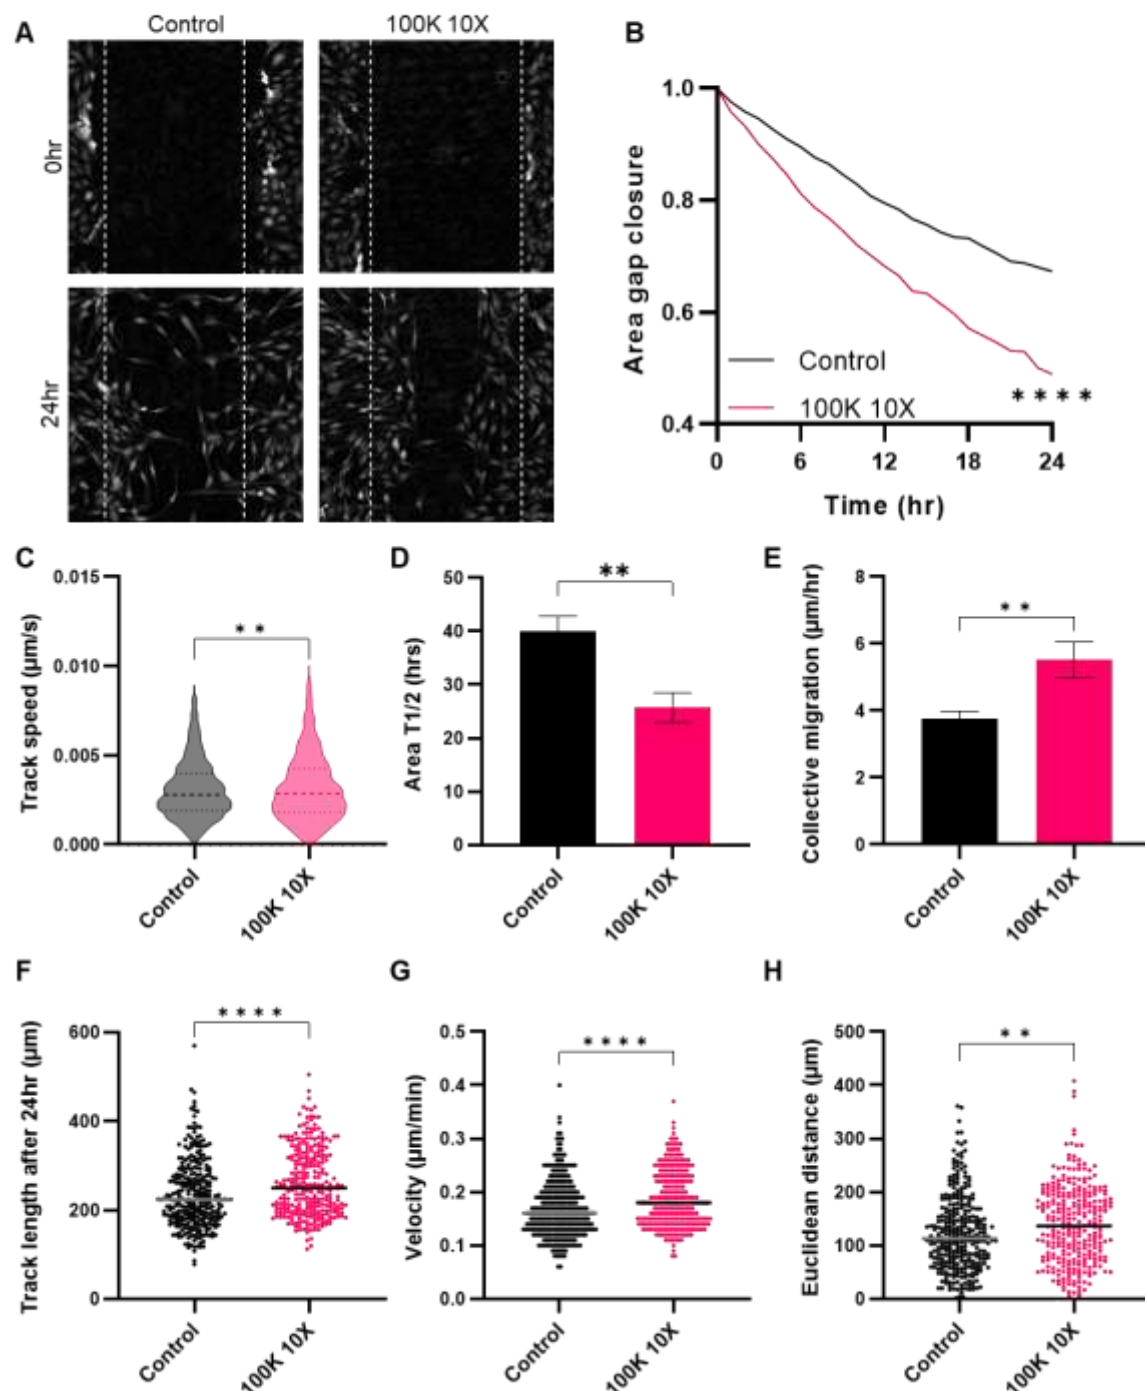 A
Control
100K 10X
0hr
24hr
B
Area gap closure
1.0
0.8
0.6
0.4
Control
100K 10X
****
0 6 12 18 24
Time (hr)
C
Track speed (µm/s)
0.015
0.010
0.005
0.000
**
Control
100K 10X
D
Area T1/2 (hrs)
50
40
30
20
10
0
**
Control
100K 10X
E
Collective migration (µm/hr)
8
6
4
2
0
**
Control
100K 10X
F
Track length after 24hr (µm)
600
400
200
0
****
Control
100K 10X
G
Velocity (µm/min)
0.5
0.4
0.3
0.2
0.1
0.0
****
Control
100K 10X
H
Euclidean distance (µm)
500
400
300
200
100
0
**
Control
100K 10X